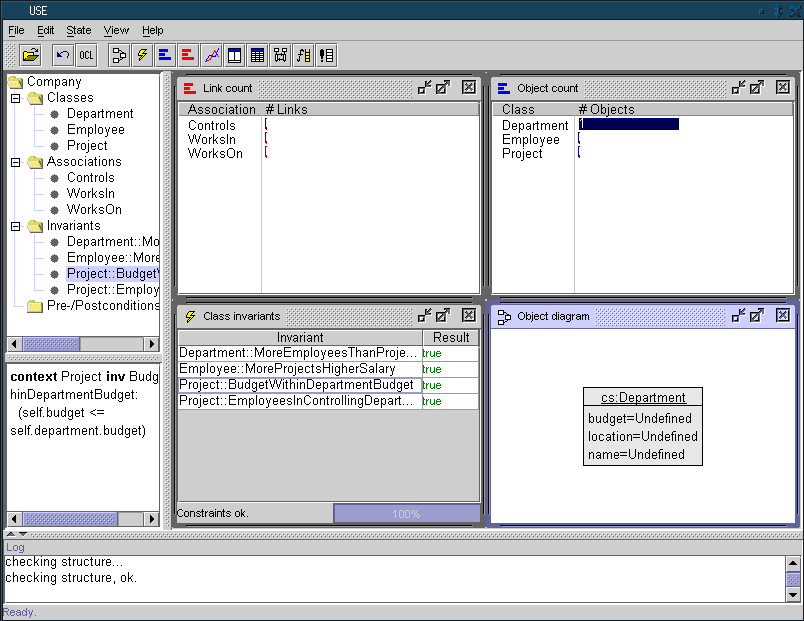 USE
File Edit State View Help
OCL
Company
Classes
Department
Employee
Project
Associations
Controls
WorksIn
WorksOn
Invariants
Department::Mo
Employee::More
Project::Budget
Project::Employ
Pre-/Postconditions
context Project inv Budg
hinDepartmentBudget:
(self.budget <=
self.department.budget)
Link count
Association # Links
Controls
WorksIn
WorksOn
Object count
Class # Objects
Department 1
Employee
Project
Class invariants
Invariant Result
Department::MoreEmployeesThanProje... true
Employee::MoreProjectsHigherSalary true
Project::BudgetWithinDepartmentBudget true
Project::EmployeesInControllingDepart... true
Constraints ok. 100%
Object diagram
cs:Department
budget=Undefined
location=Undefined
name=Undefined
Log
checking structure...
checking structure, ok.
Ready.